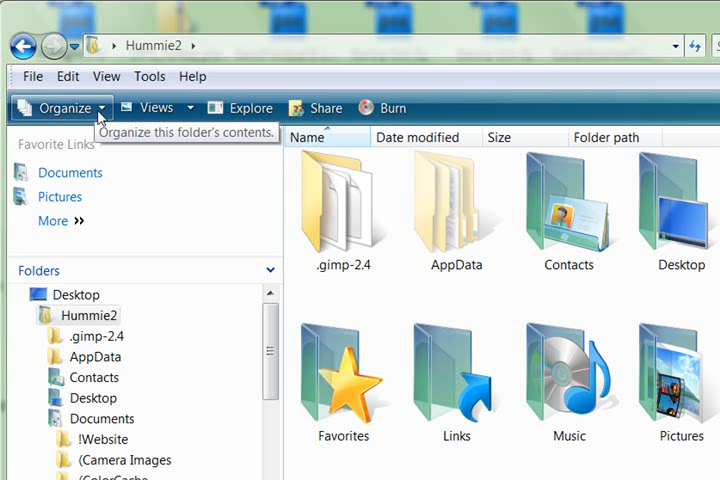 Hummie2
File Edit View Tools Help
Organize Views Explore Share Burn
Organize this folder's contents.
Favorite Links
Documents
Pictures
More
Folders
Desktop
Hummie2
.gimp-2.4
AppData
Contacts
Desktop
Documents
!Website
(Camera Images
(ColorCache
Name Date modified Size Folder path
.gimp-2.4 AppData Contacts Desktop
Favorites Links Music Pictures